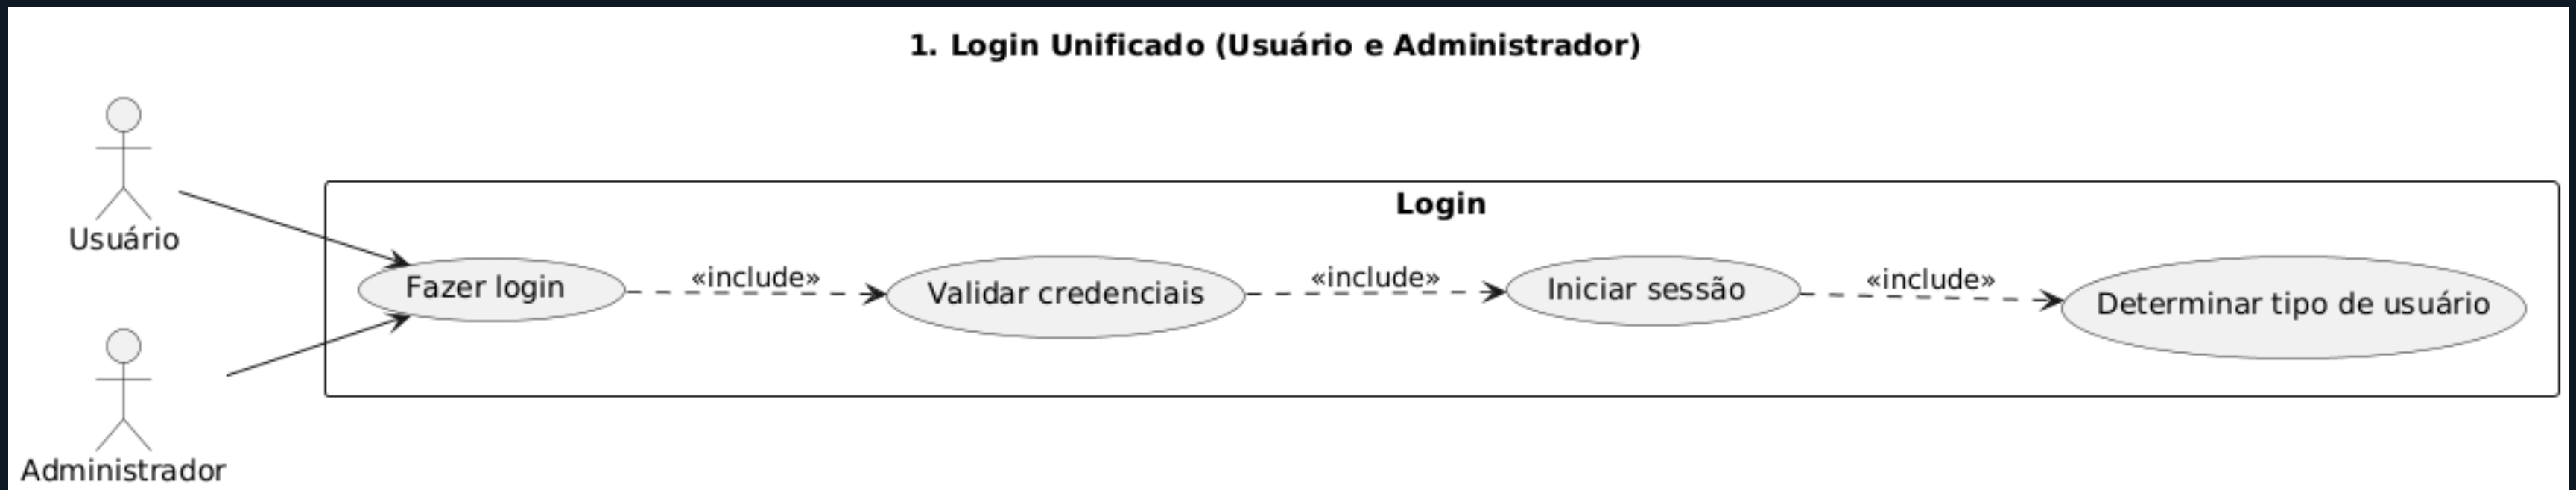 1. Login Unificado (Usuário e Administrador)
Usuário
Login
Fazer login
«include»
Validar credenciais
«include»
Iniciar sessão
«include»
Determinar tipo de usuário
Administrador